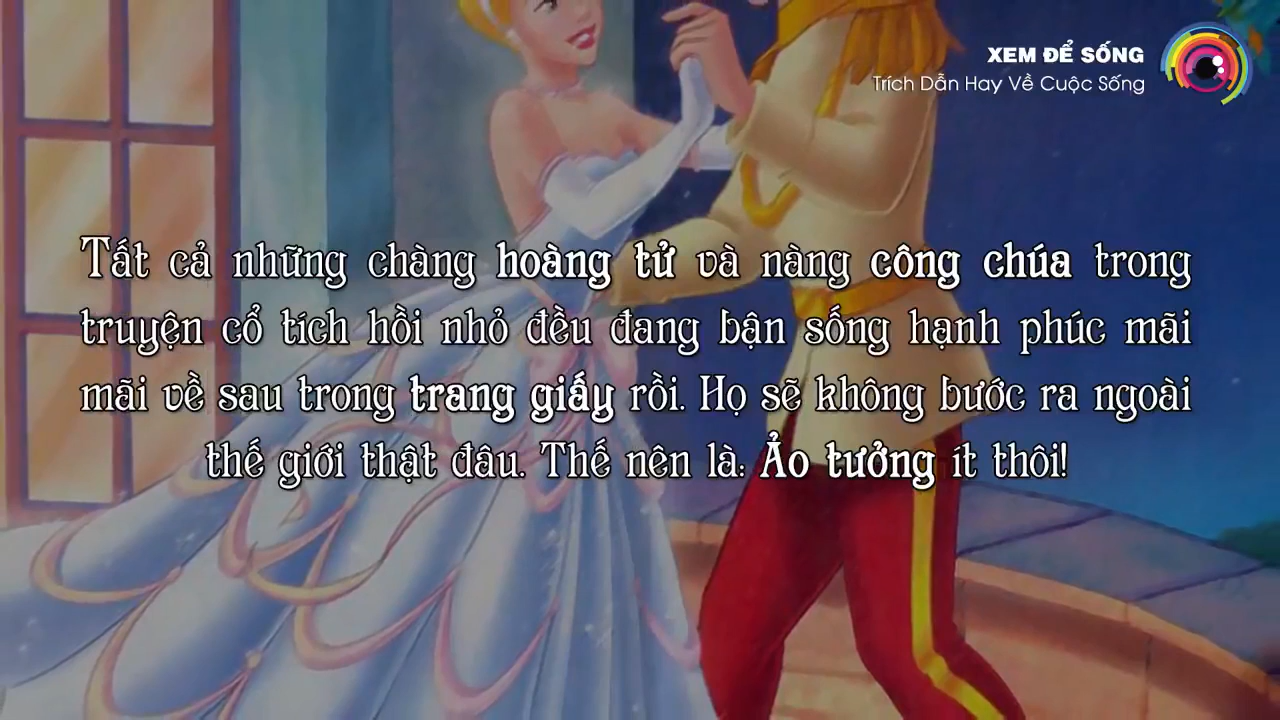 XEM ĐỂ SỐNG
Trích Dẫn Hay Về Cuộc Sống
Tất cả những chàng hoàng tử và nàng công chúa trong
truyện cổ tích hồi nhỏ đều đang bận sống hạnh phúc mãi
mãi về sau trong trang giấy rồi. Họ sẽ không bước ra ngoài
thế giới thật đâu. Thế nên là: Ảo tưởng ít thôi!